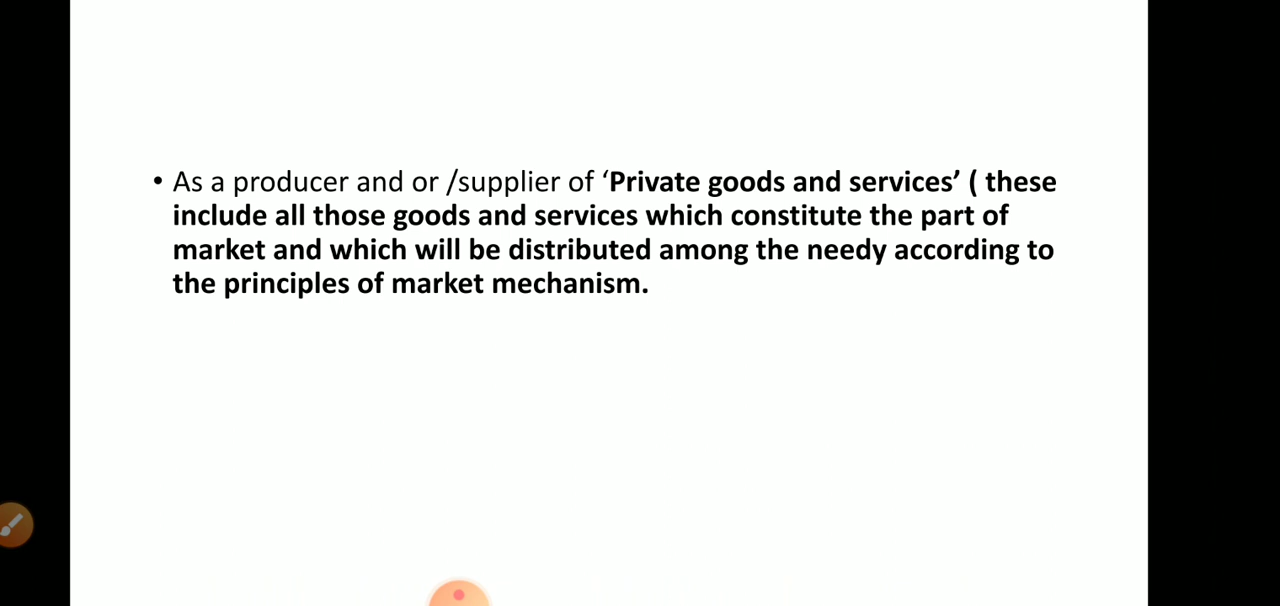 • As a producer and or /supplier of ‘Private goods and services’ ( these
include all those goods and services which constitute the part of
market and which will be distributed among the needy according to
the principles of market mechanism.